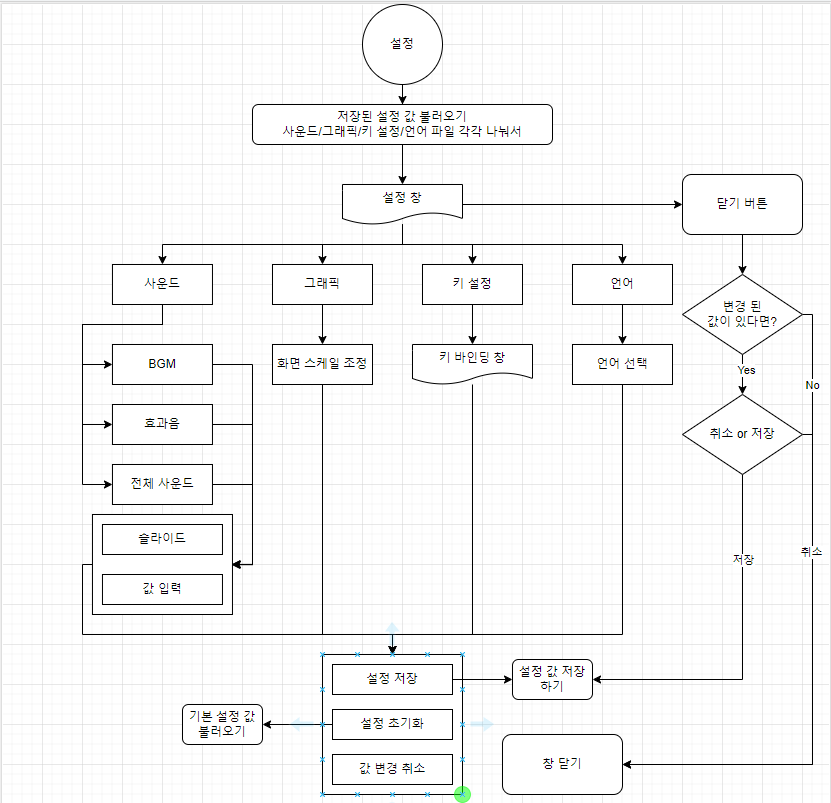 설정
저장된 설정 값 불러오기
사운드/그래픽/키 설정/언어 파일 각각 나눠서
설정 창
닫기 버튼
사운드
그래픽
키 설정
언어
변경 된
값이 있다면?
BGM
화면 스케일 조정
키 바인딩 창
언어 선택
Yes
No
효과음
취소 or 저장
전체 사운드
슬라이드
값 입력
저장
취소
설정 저장
설정 값 저장
하기
설정 초기화
기본 설정 값
불러오기
값 변경 취소
창 닫기